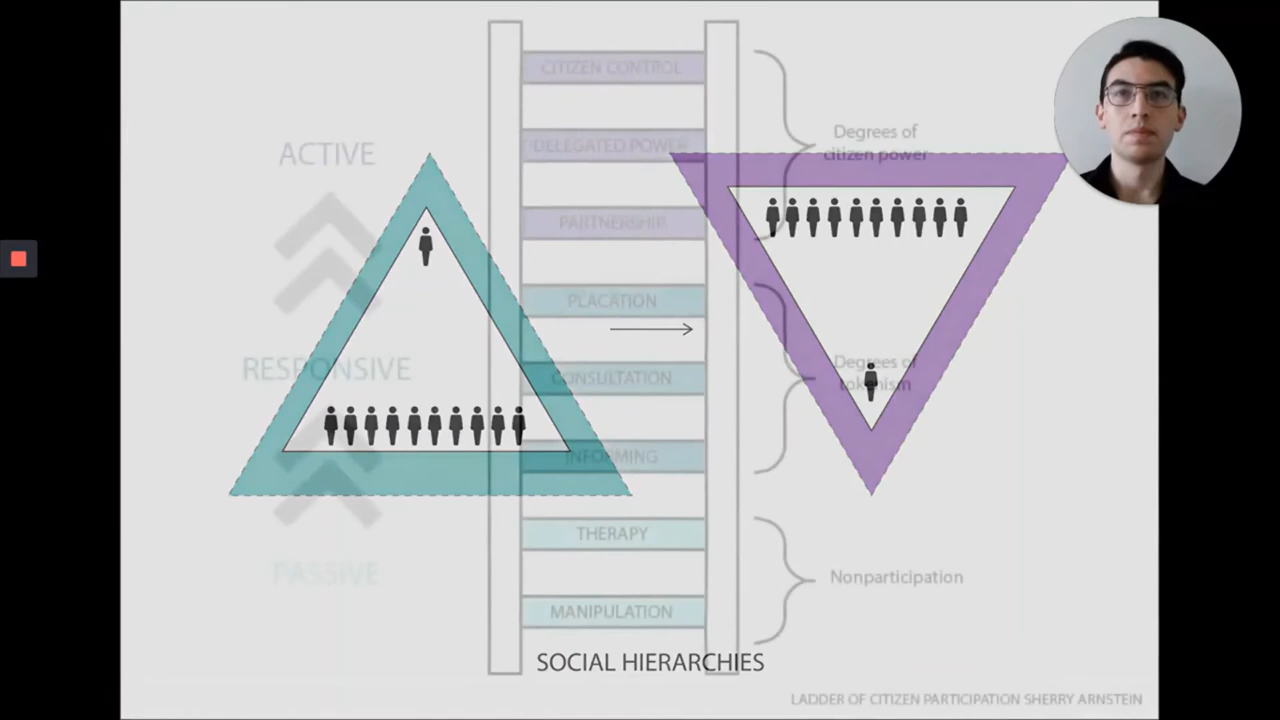 CITIZEN CONTROL
DELEGATED POWER
PARTNERSHIP
PLACATION
CONSULTATION
INFORMING
THERAPY
MANIPULATION
ACTIVE
RESPONSIVE
PASSIVE
Degrees of
citizen power
Degrees of
tokenism
Nonparticipation
SOCIAL HIERARCHIES
LADDER OF CITIZEN PARTICIPATION SHERRY ARNSTEIN